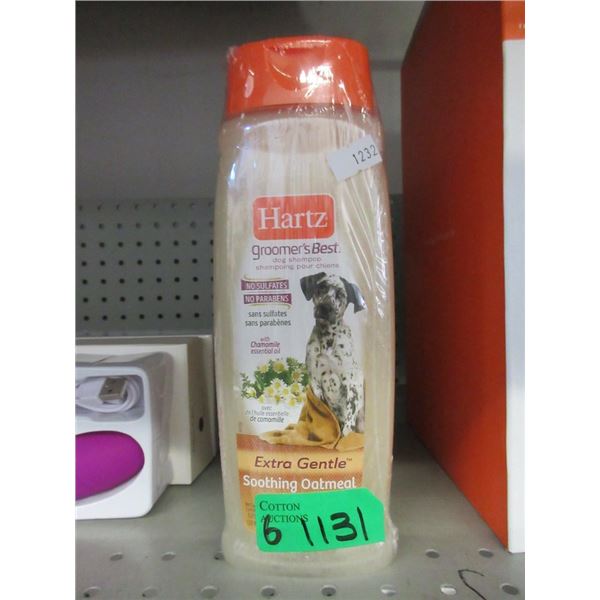 1232
Hartz
groomer's Best.
dog shampoo
shampooing pour chiens
NO SULFATES
NO PARABENS
sans sulfates
sans parabènes
with
Chamomile
essential oil
avec
de l'huile essentielle
de camomille
Extra Gentle™
Soothing Oatmeal
COTTON
AUCTIONS
6 1131